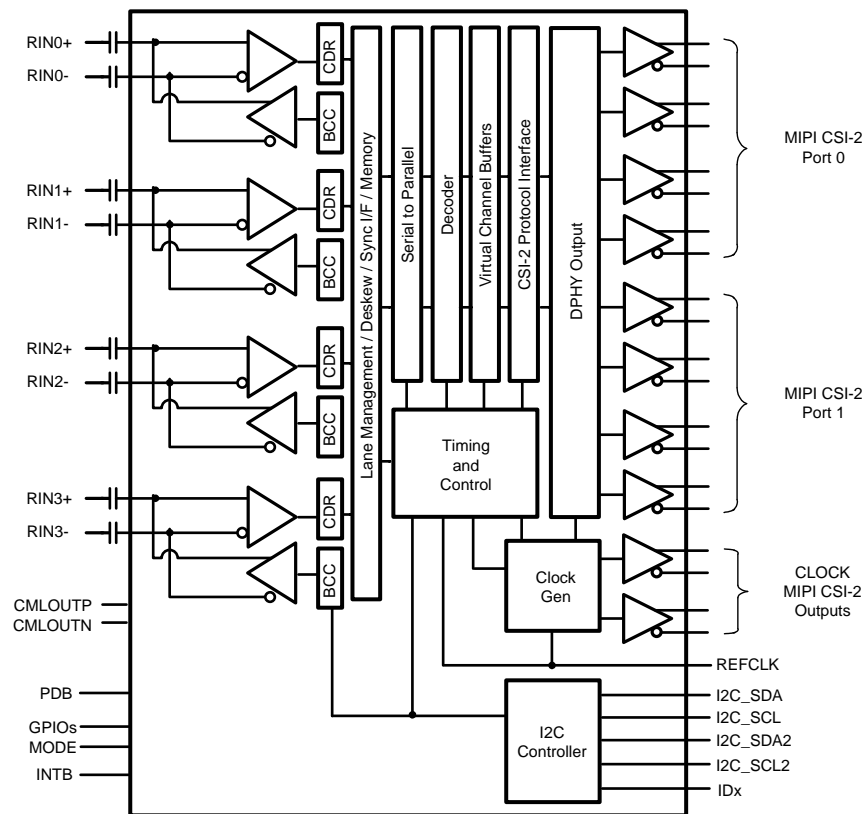 RIN0+
RIN0-
CDR
BCC
RIN1+
RIN1-
CDR
BCC
RIN2+
RIN2-
CDR
BCC
RIN3+
RIN3-
CDR
BCC
CMLOUTP
CMLOUTN
PDB
GPIOs
MODE
INTB
Lane Management / Deskew / Sync I/F / Memory
Serial to Parallel
Decoder
Virtual Channel Buffers
CSI-2 Protocol Interface
DPHY Output
Timing
and
Control
Clock
Gen
I2C
Controller
MIPI CSI-2
Port 0
MIPI CSI-2
Port 1
CLOCK
MIPI CSI-2
Outputs
REFCLK
I2C_SDA
I2C_SCL
I2C_SDA2
I2C_SCL2
IDx